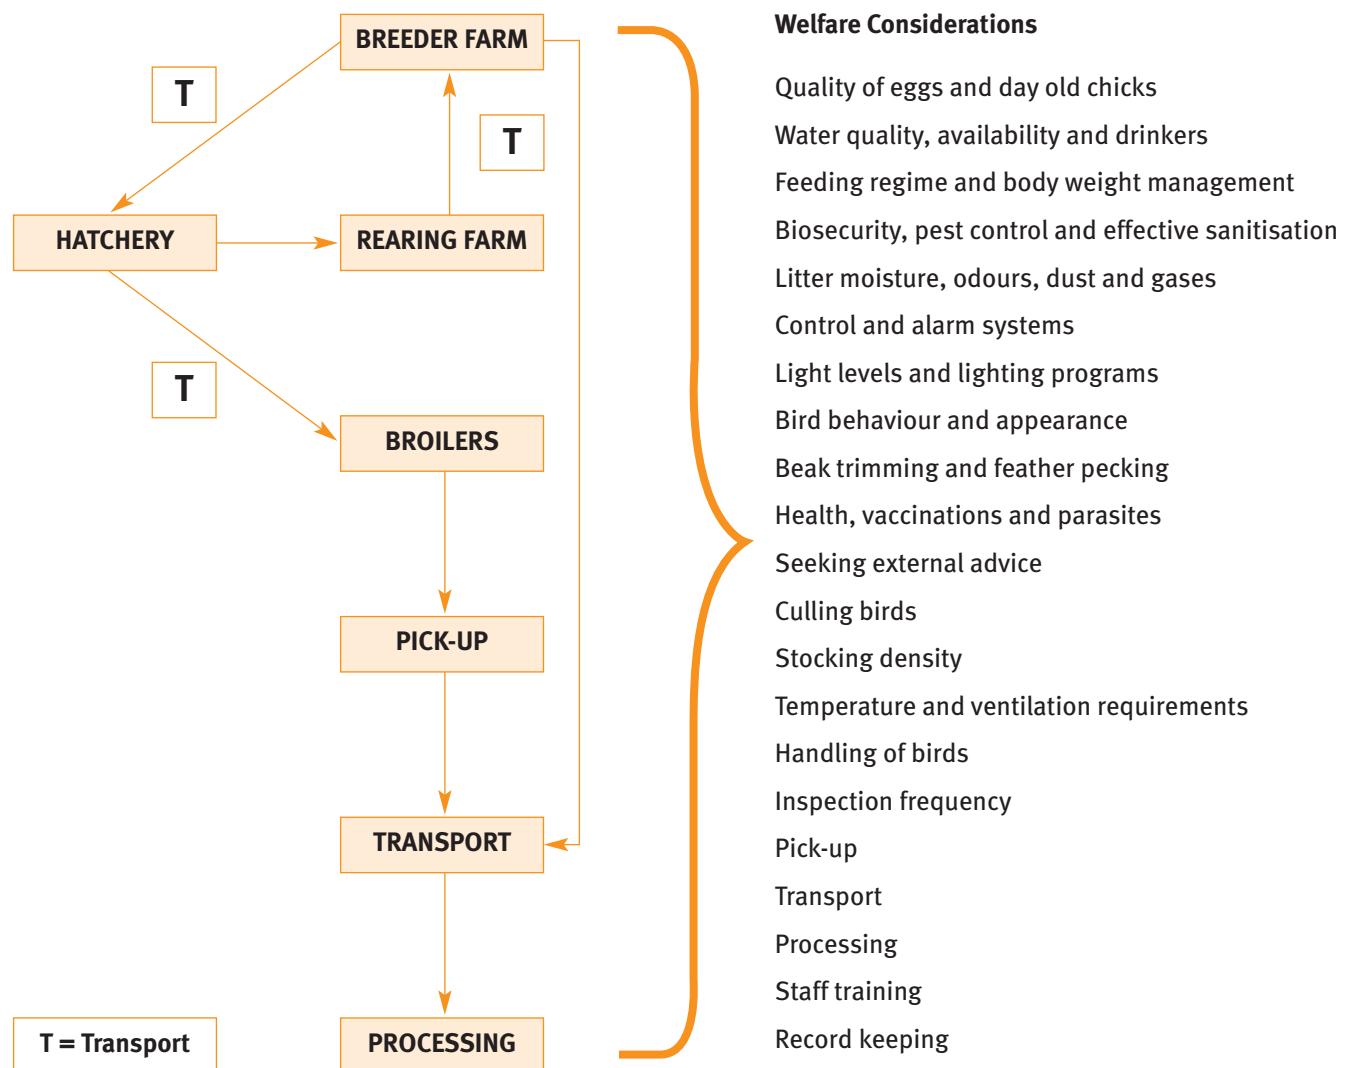 BREEDER FARM
T
T
HATCHERY
REARING FARM
T
BROILERS
PICK-UP
TRANSPORT
T = Transport
PROCESSING
Welfare Considerations
Quality of eggs and day old chicks
Water quality, availability and drinkers
Feeding regime and body weight management
Biosecurity, pest control and effective sanitisation
Litter moisture, odours, dust and gases
Control and alarm systems
Light levels and lighting programs
Bird behaviour and appearance
Beak trimming and feather pecking
Health, vaccinations and parasites
Seeking external advice
Culling birds
Stocking density
Temperature and ventilation requirements
Handling of birds
Inspection frequency
Pick-up
Transport
Processing
Staff training
Record keeping